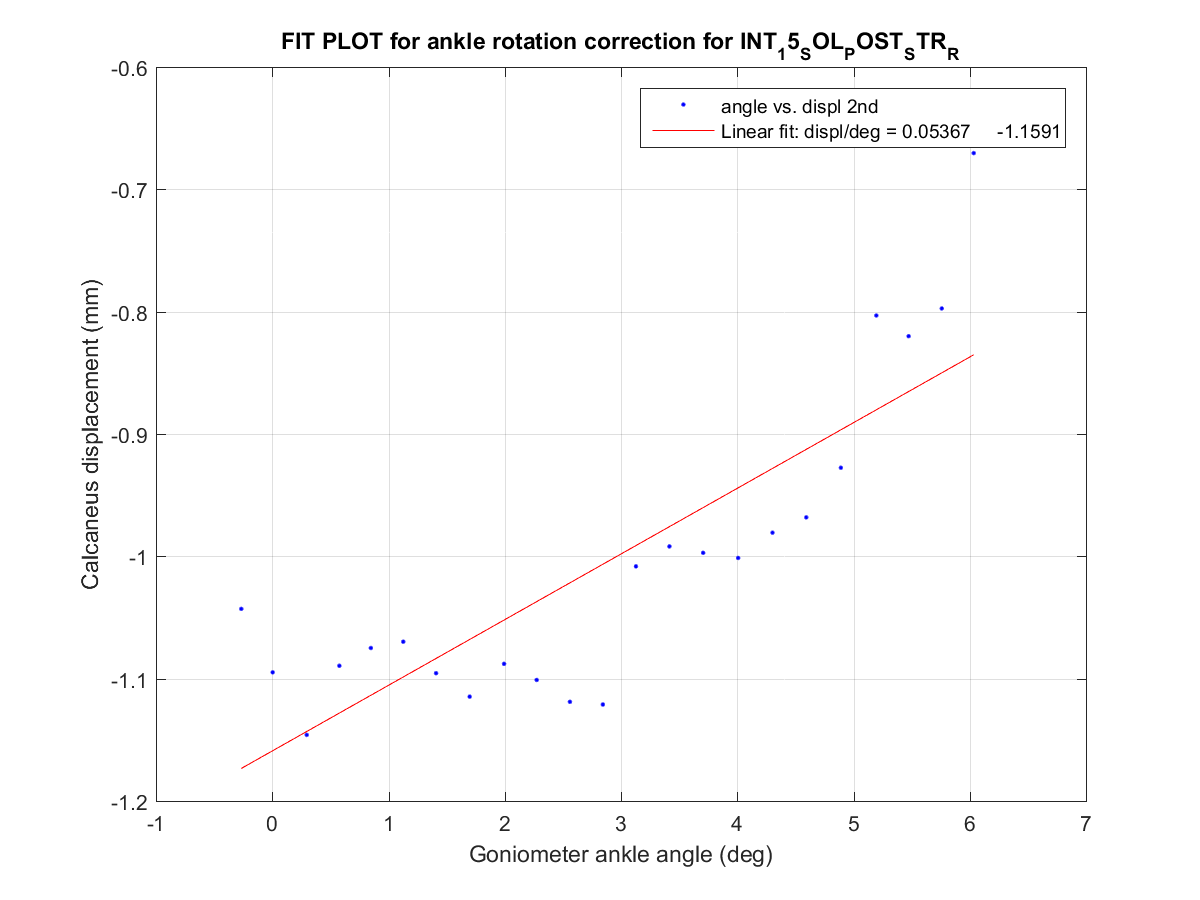 FIT PLOT for ankle rotation correction for INT₁5ₛOLₚOSTₛTRᵣ
angle vs. displ 2nd
Linear fit: displ/deg = 0.05367 -1.1591
-0.6
-0.7
-0.8
-0.9
-1
-1.1
-1.2
Calcaneus displacement (mm)
-1 0 1 2 3 4 5 6 7
Goniometer ankle angle (deg)